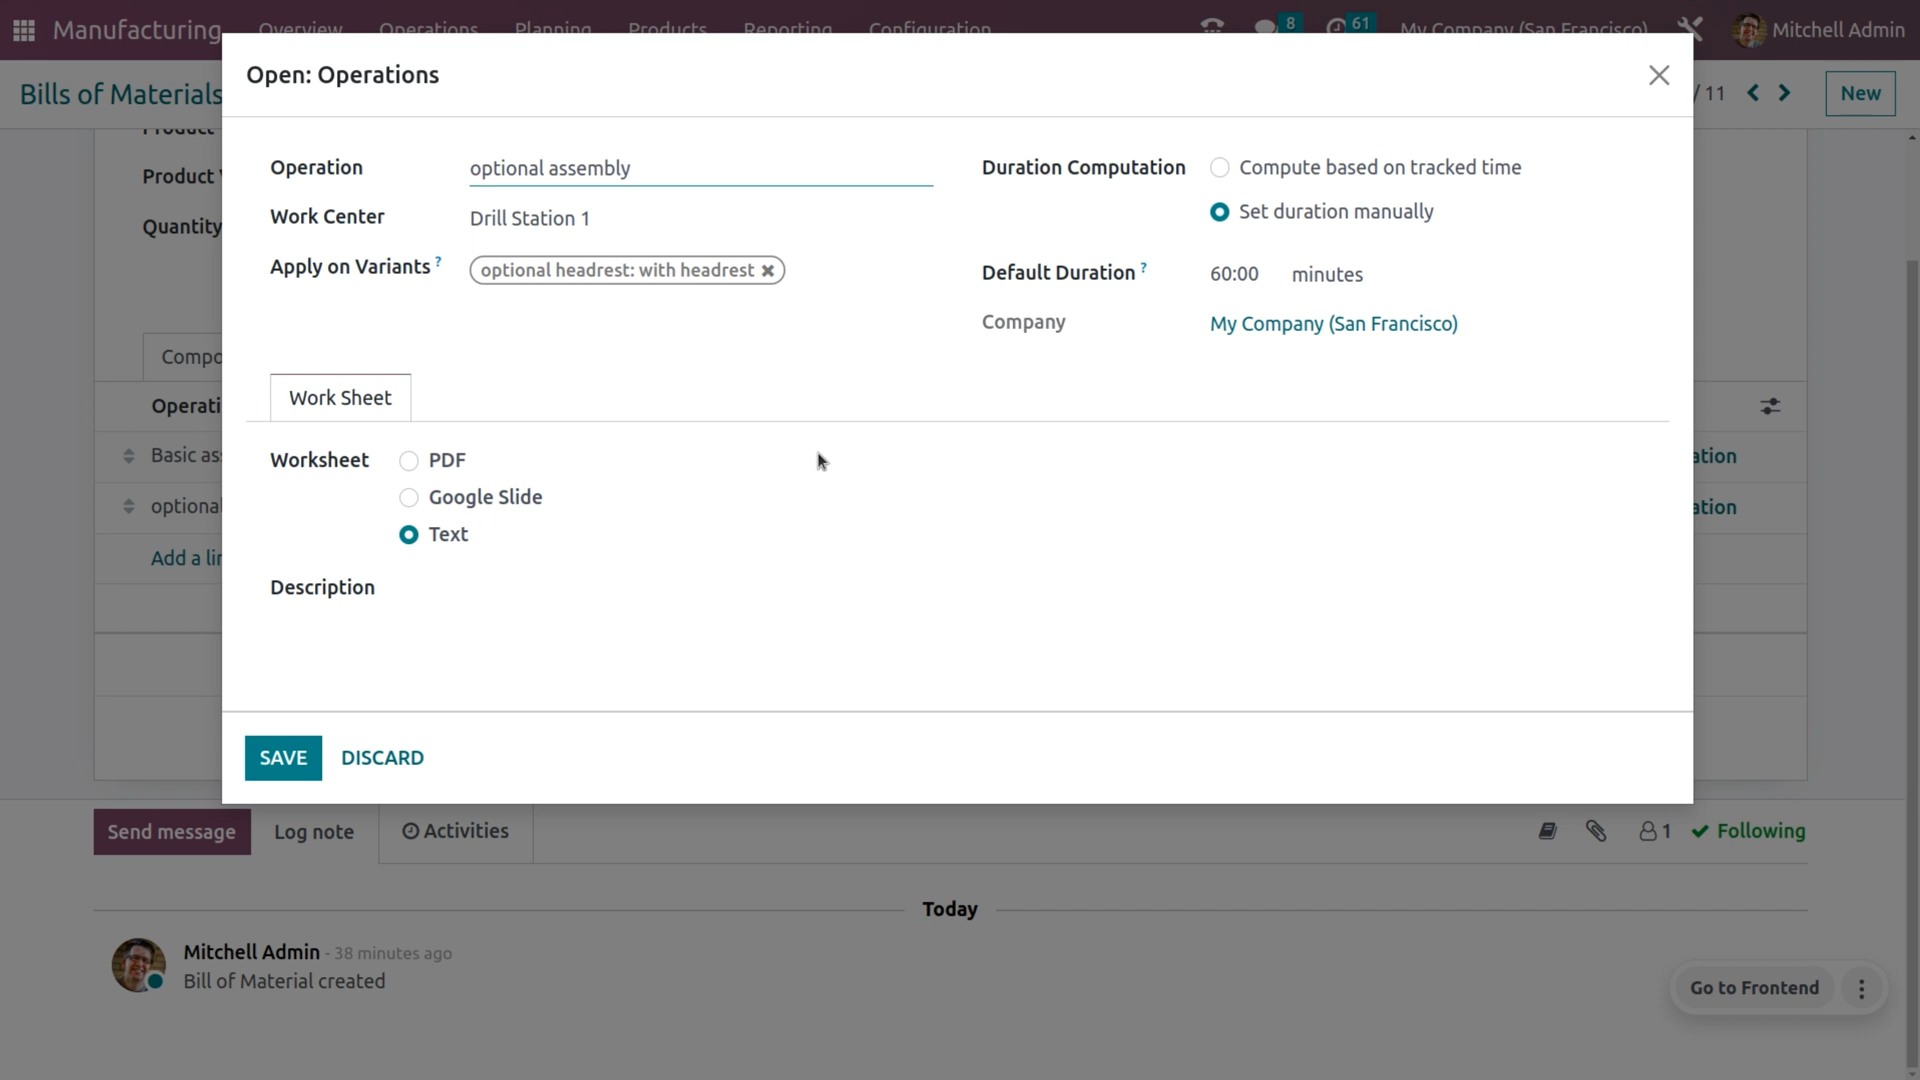 Manufacturing Overview Operations Planning Products Reporting Configuration 8 61 My Company (San Francisco) Mitchell Admin
Bills of Materials / 11 New
Open: Operations
Product
Product
Quantity
Operation optional assembly
Work Center Drill Station 1
Apply on Variants ? optional headrest: with headrest
Duration Computation Compute based on tracked time
Set duration manually
Default Duration ? 60:00 minutes
Company My Company (San Francisco)
Compo
Work Sheet
Operati
Basic as ation
optional ation
Add a lin
Worksheet PDF
Google Slide
Text
Description
SAVE DISCARD
Send message Log note Activities 1 Following
Today
Mitchell Admin - 38 minutes ago
Bill of Material created
Go to Frontend